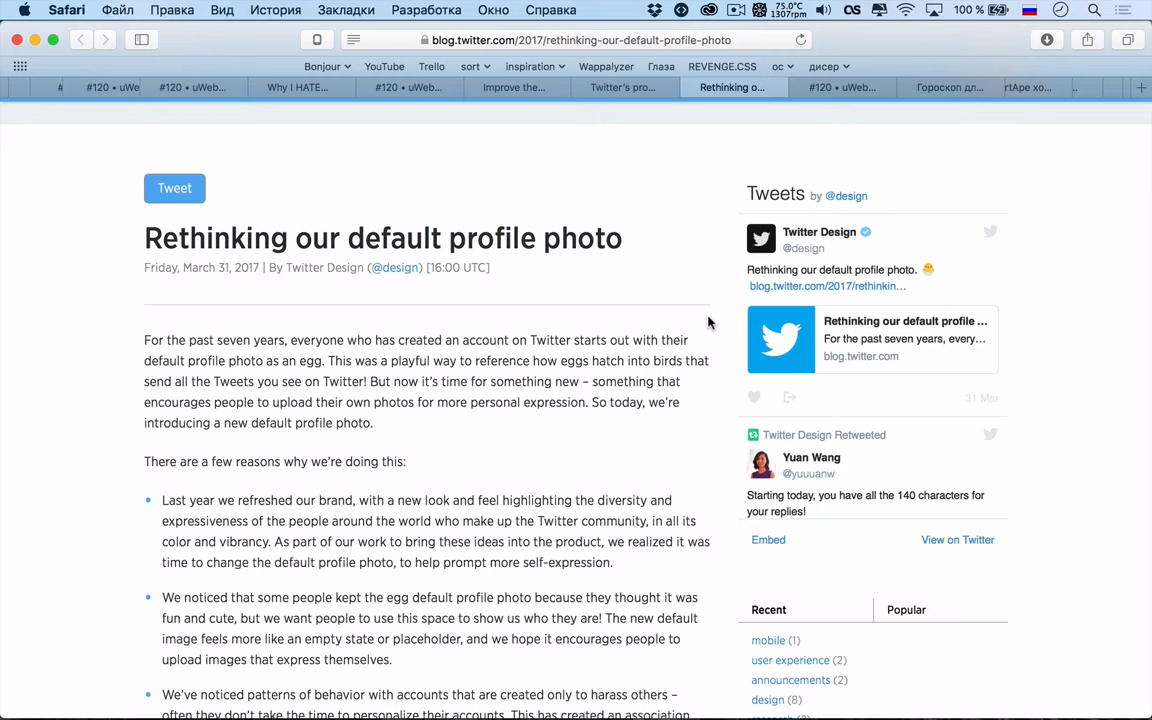 Safari Файл Правка Вид История Закладки Разработка Окно Справка
75.0°C
1307rpm
100 %
blog.twitter.com/2017/rethinking-our-default-profile-photo
Bonjour YouTube Trello sort inspiration Wappalyzer Глаза REVENGE.CSS ос дисер
#120 • uWe
#120 • uWeb...
Why I HATE...
#120 • uWeb...
Improve the...
Twitter's pro...
Rethinking o...
#120 • uWeb...
Гороскоп дл...
rtApe хо...
Tweet
Rethinking our default profile photo
Friday, March 31, 2017 | By Twitter Design (@design) [16:00 UTC]
For the past seven years, everyone who has created an account on Twitter starts out with their
default profile photo as an egg. This was a playful way to reference how eggs hatch into birds that
send all the Tweets you see on Twitter! But now it's time for something new – something that
encourages people to upload their own photos for more personal expression. So today, we're
introducing a new default profile photo.
There are a few reasons why we're doing this:
• Last year we refreshed our brand, with a new look and feel highlighting the diversity and
expressiveness of the people around the world who make up the Twitter community, in all its
color and vibrancy. As part of our work to bring these ideas into the product, we realized it was
time to change the default profile photo, to help prompt more self-expression.
• We noticed that some people kept the egg default profile photo because they thought it was
fun and cute, but we want people to use this space to show us who they are! The new default
image feels more like an empty state or placeholder, and we hope it encourages people to
upload images that express themselves.
• We've noticed patterns of behavior with accounts that are created only to harass others –
often they don't take the time to personalize their accounts. This has created an association
Tweets by @design
Twitter Design
@design
Rethinking our default profile photo. 🐣
blog.twitter.com/2017/rethinkin...
Rethinking our default profile ...
For the past seven years, every...
blog.twitter.com
31 Mar
Twitter Design Retweeted
Yuan Wang
@yuuuanw
Starting today, you have all the 140 characters for
your replies!
Embed
View on Twitter
Recent
Popular
mobile (1)
user experience (2)
announcements (2)
design (8)